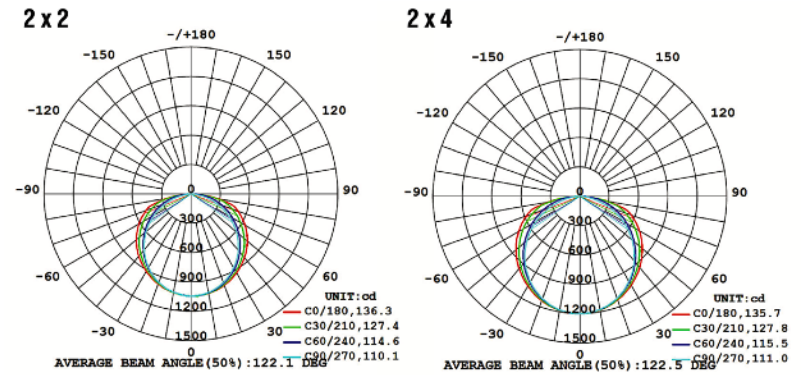 2 x 2
-/+180
-150
150
-120
120
-90
90
0
300
600
900
1200
1500
-60
60
-30
30
0
UNIT:cd
C0/180,136.3
C30/210,127.4
C60/240,114.6
C90/270,110.1
AVERAGE BEAM ANGLE(50%):122.1 DEG
2 x 4
-/+180
-150
150
-120
120
-90
90
0
300
600
900
1200
1500
-60
60
-30
30
0
UNIT:cd
C0/180,135.7
C30/210,127.8
C60/240,115.5
C90/270,111.0
AVERAGE BEAM ANGLE(50%):122.5 DEG